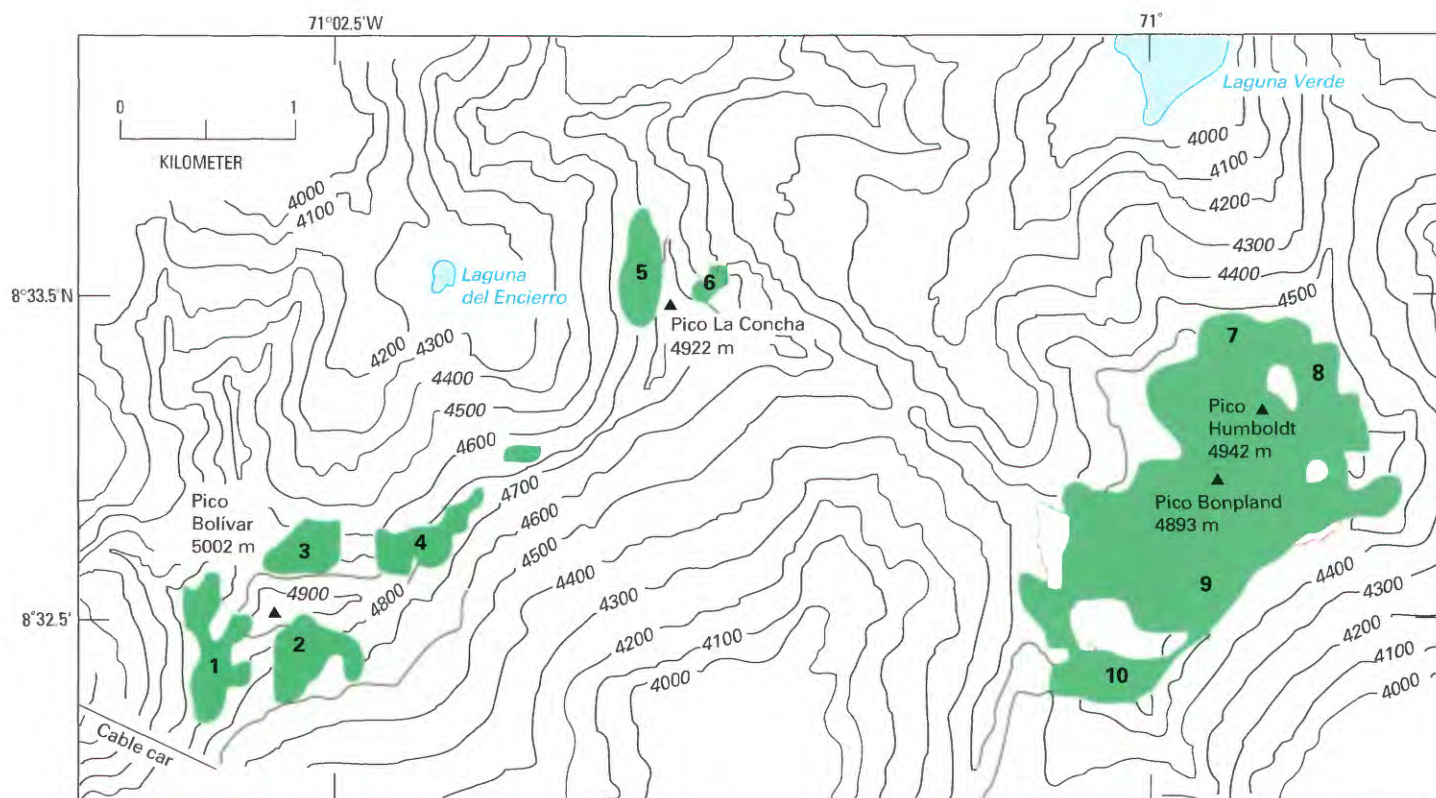 71°02.5'W
71°
0 1
KILOMETER
Laguna Verde
4000
4100
4200
4300
4400
4500
4000
4100
8°33.5'N
Laguna
del Encierro
5
6
Pico La Concha
4922 m
4200
4300
4400
4500
4600
7
8
Pico
Humboldt
4942 m
Pico Bonpland
4893 m
Pico
Bolívar
5002 m
3
4
4700
4600
4500
4400
4300
4200
4100
4000
4900
4800
8°32.5'
1
2
9
10
4400
4300
4200
4100
4000
Cable car